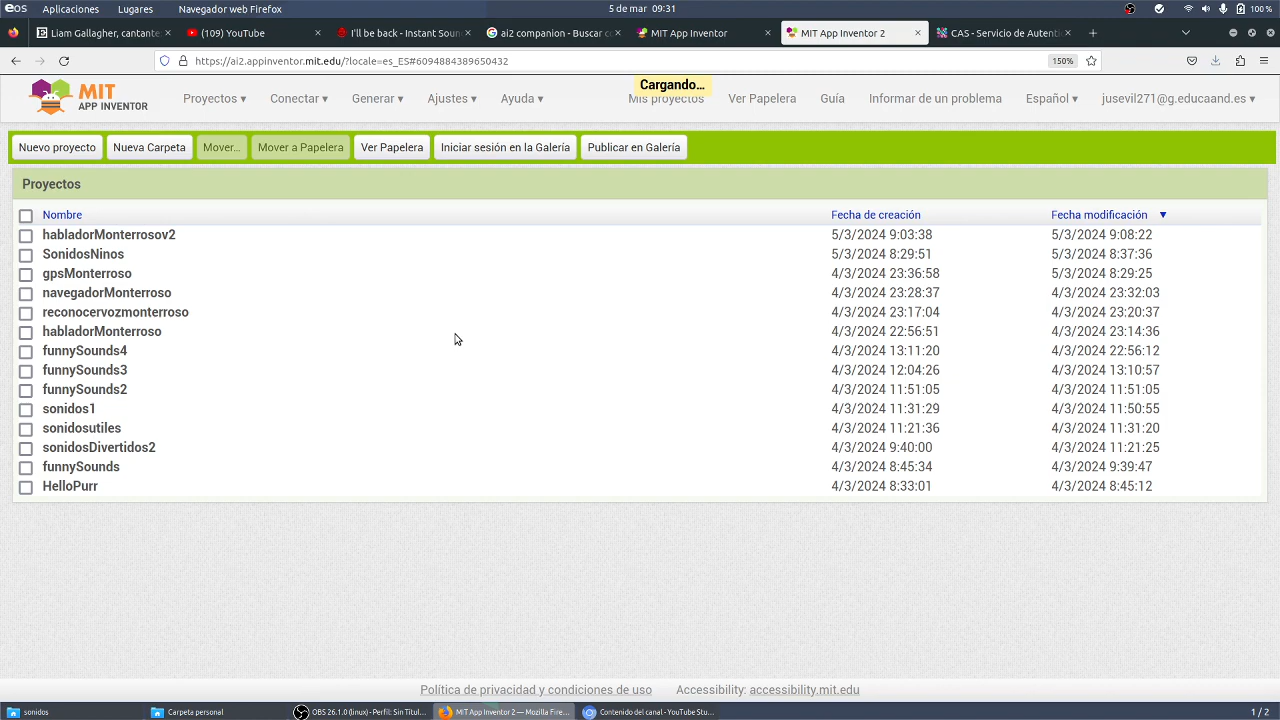 eos Aplicaciones Lugares Navegador web Firefox 5 de mar 09:31 100 %
Liam Gallagher, cantante (109) YouTube I'll be back - Instant Soun ai2 companion - Buscar co MIT App Inventor MIT App Inventor 2 CAS - Servicio de Autenti
https://ai2.appinventor.mit.edu/?locale=es_ES#6094884389650432 150%
Cargando...
MIT
APP INVENTOR
Proyectos ▾ Conectar ▾ Generar ▾ Ajustes ▾ Ayuda ▾ Mis proyectos Ver Papelera Guía Informar de un problema Español ▾ jusevil271@g.educaand.es ▾
Nuevo proyecto Nueva Carpeta Mover... Mover a Papelera Ver Papelera Iniciar sesión en la Galería Publicar en Galería
Proyectos
Nombre Fecha de creación Fecha modificación ▼
habladorMonterrosov2 5/3/2024 9:03:38 5/3/2024 9:08:22
SonidosNinos 5/3/2024 8:29:51 5/3/2024 8:37:36
gpsMonterroso 4/3/2024 23:36:58 5/3/2024 8:29:25
navegadorMonterroso 4/3/2024 23:28:37 4/3/2024 23:32:03
reconocervozmonterroso 4/3/2024 23:17:04 4/3/2024 23:20:37
habladorMonterroso 4/3/2024 22:56:51 4/3/2024 23:14:36
funnySounds4 4/3/2024 13:11:20 4/3/2024 22:56:12
funnySounds3 4/3/2024 12:04:26 4/3/2024 13:10:57
funnySounds2 4/3/2024 11:51:05 4/3/2024 11:51:05
sonidos1 4/3/2024 11:31:29 4/3/2024 11:50:55
sonidosutiles 4/3/2024 11:21:36 4/3/2024 11:31:20
sonidosDivertidos2 4/3/2024 9:40:00 4/3/2024 11:21:25
funnySounds 4/3/2024 8:45:34 4/3/2024 9:39:47
HelloPurr 4/3/2024 8:33:01 4/3/2024 8:45:12
Política de privacidad y condiciones de uso Accessibility: accessibility.mit.edu
sonidos Carpeta personal OBS 26.1.0 (linux) - Perfil: Sin Titul... MIT App Inventor 2 — Mozilla Fire... Contenido del canal - YouTube Stu... 1 / 2